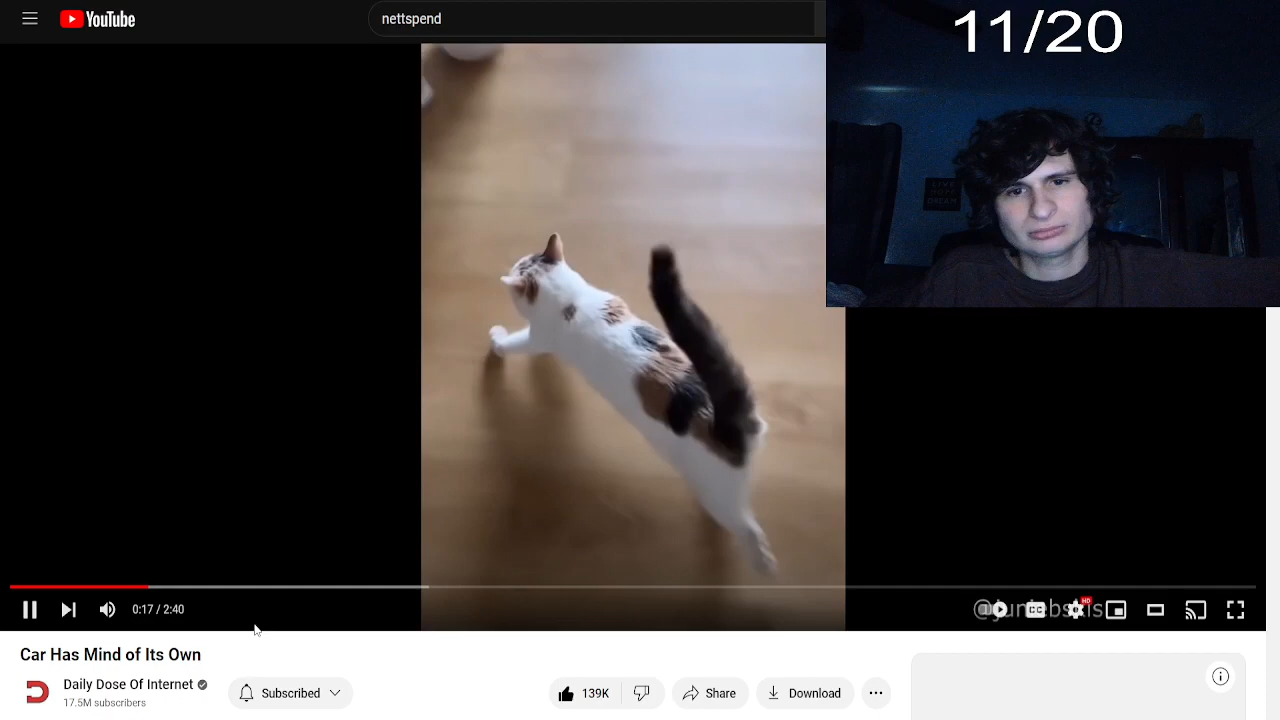 YouTube
nettspend
11/20
0:17 / 2:40
HD
Car Has Mind of Its Own
Daily Dose Of Internet
17.5M subscribers
Subscribed
139K
Share
Download